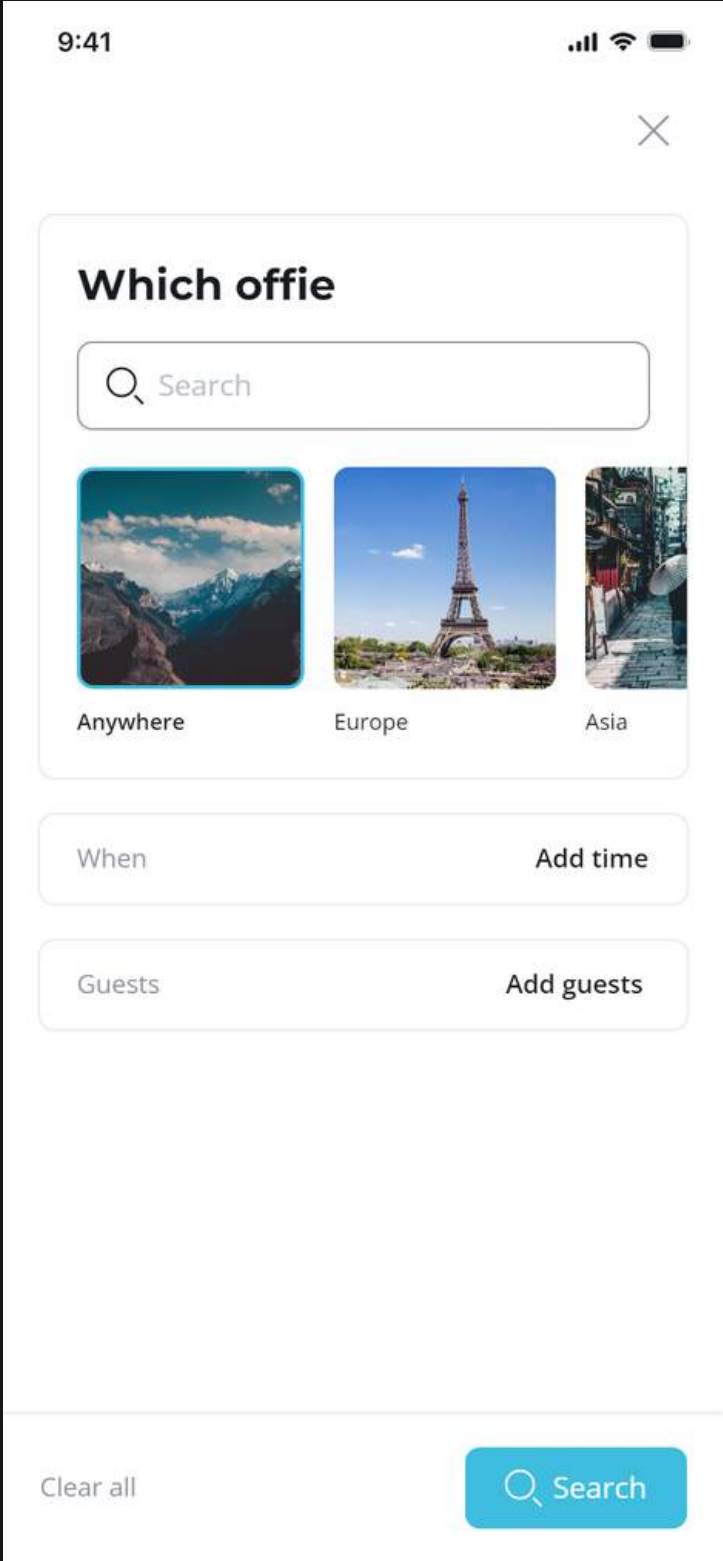 9:41
Which offie
Search
Anywhere Europe Asia
When Add time
Guests Add guests
Clear all Search